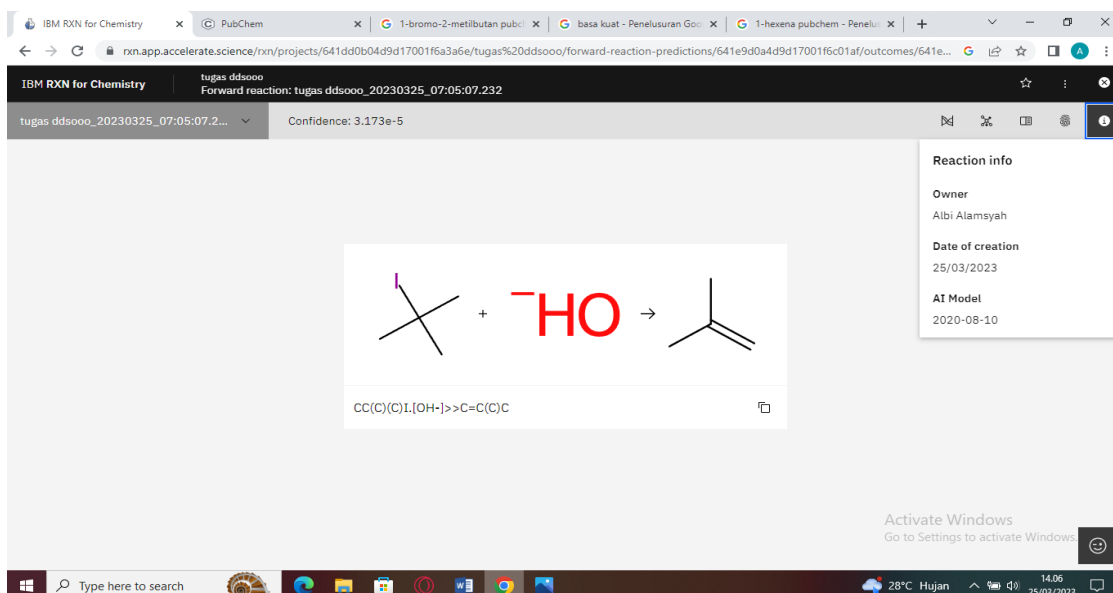 IBM RXN for Chemistry
PubChem
1-bromo-2-metilbutan pubc
basa kuat - Penelusuran Goo
1-hexena pubchem - Penelus
rxn.app.accelerate.science/rxn/projects/641dd0b04d9d17001f6a3a6e/tugas%20ddsooo/forward-reaction-predictions/641e9d0a4d9d17001f6c01af/outcomes/641e...
A
IBM RXN for Chemistry
tugas ddsooo
Forward reaction: tugas ddsooo_20230325_07:05:07.232
tugas ddsooo_20230325_07:05:07.2...
Confidence: 3.173e-5
Reaction info
Owner
Albi Alamsyah
Date of creation
25/03/2023
AI Model
2020-08-10
I
+ −HO →
CC(C)(C)I.[OH-]>>C=C(C)C
Activate Windows
Go to Settings to activate Windows.
Type here to search
28°C Hujan
14.06
25/03/2023